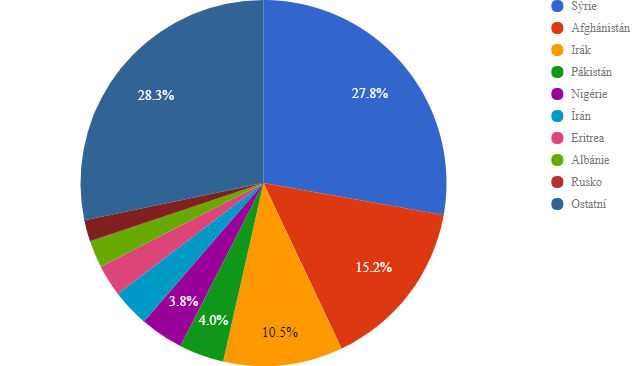 Sýrie
Afghánistán
Irák
Pákistán
Nigérie
Írán
Eritrea
Albánie
Rusko
Ostatní
28.3%
27.8%
15.2%
3.8%
4.0%
10.5%